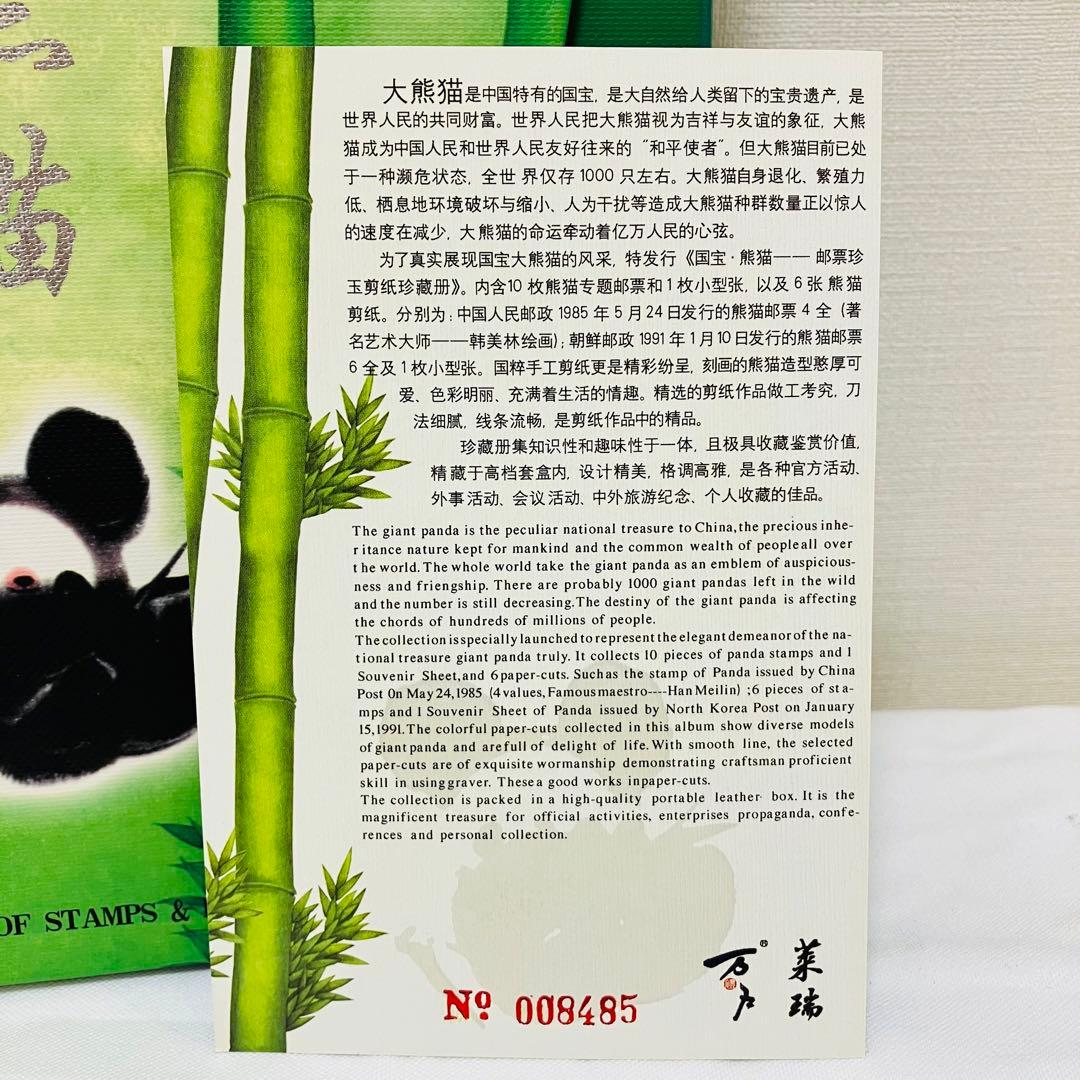 猫
OF STAMPS &
大熊猫是中国特有的国宝，是大自然给人类留下的宝贵遗产，是
世界人民的共同财富。世界人民把大熊猫视为吉祥与友谊的象征，大熊
猫成为中国人民和世界人民友好往来的“和平使者”。但大熊猫目前已处
于一种濒危状态，全世界仅存1000只左右。大熊猫自身退化、繁殖力
低、栖息地环境破坏与缩小、人为干扰等造成大熊猫种群数量正以惊人
的速度在减少，大熊猫的命运牵动着亿万人民的心弦。
为了真实展现国宝大熊猫的风采，特发行《国宝·熊猫——邮票珍
玉剪纸珍藏册》。内含10枚熊猫专题邮票和1枚小型张，以及6张熊猫
剪纸。分别为：中国人民邮政1985年5月24日发行的熊猫邮票4全（著
名艺术大师——韩美林绘画）；朝鲜邮政1991年1月10日发行的熊猫邮票
6全及1枚小型张。国粹手工剪纸更是精彩纷呈，刻画的熊猫造型憨厚可
爱、色彩明丽、充满着生活的情趣。精选的剪纸作品做工考究，刀
法细腻，线条流畅，是剪纸作品中的精品。
珍藏册集知识性和趣味性于一体，且极具收藏鉴赏价值，
精藏于高档套盒内，设计精美，格调高雅，是各种官方活动、
外事活动、会议活动、中外旅游纪念、个人收藏的佳品。
The giant panda is the peculiar national treasure to China,the precious inhe-
ritance nature kept for mankind and the common wealth of people all over
the world. The whole world take the giant panda as an emblem of auspicious-
ness and friengship. There are probably 1000 giant pandas left in the wild
and the number is still decreasing.The destiny of the giant panda is affecting
the chords of hundreds of millions of people.
The collection is specially launched to represent the elegant demeanor of the na-
tional treasure giant panda truly. It collects 10 pieces of panda stamps and 1
Souvenir Sheet,and 6 paper-cuts. Such as the stamp of Panda issued by China
Post On May 24,1985 (4 values, Famous maestro----Han Meilin) ;6 pieces of sta-
mps and 1 Souvenir Sheet of Panda issued by North Korea Post on January
15,1991.The colorful paper-cuts collected in this album show diverse models
of giant panda and are full of delight of life. With smooth line, the selected
paper-cuts are of exquisite wormanship demonstrating craftsman proficient
skill in using graver. These a good works in paper-cuts.
The collection is packed in a high-quality portable leather box. It is the
magnificent treasure for official activities, enterprises propaganda, confe-
rences and personal collection.
万户® 莱瑞
Nº 008485